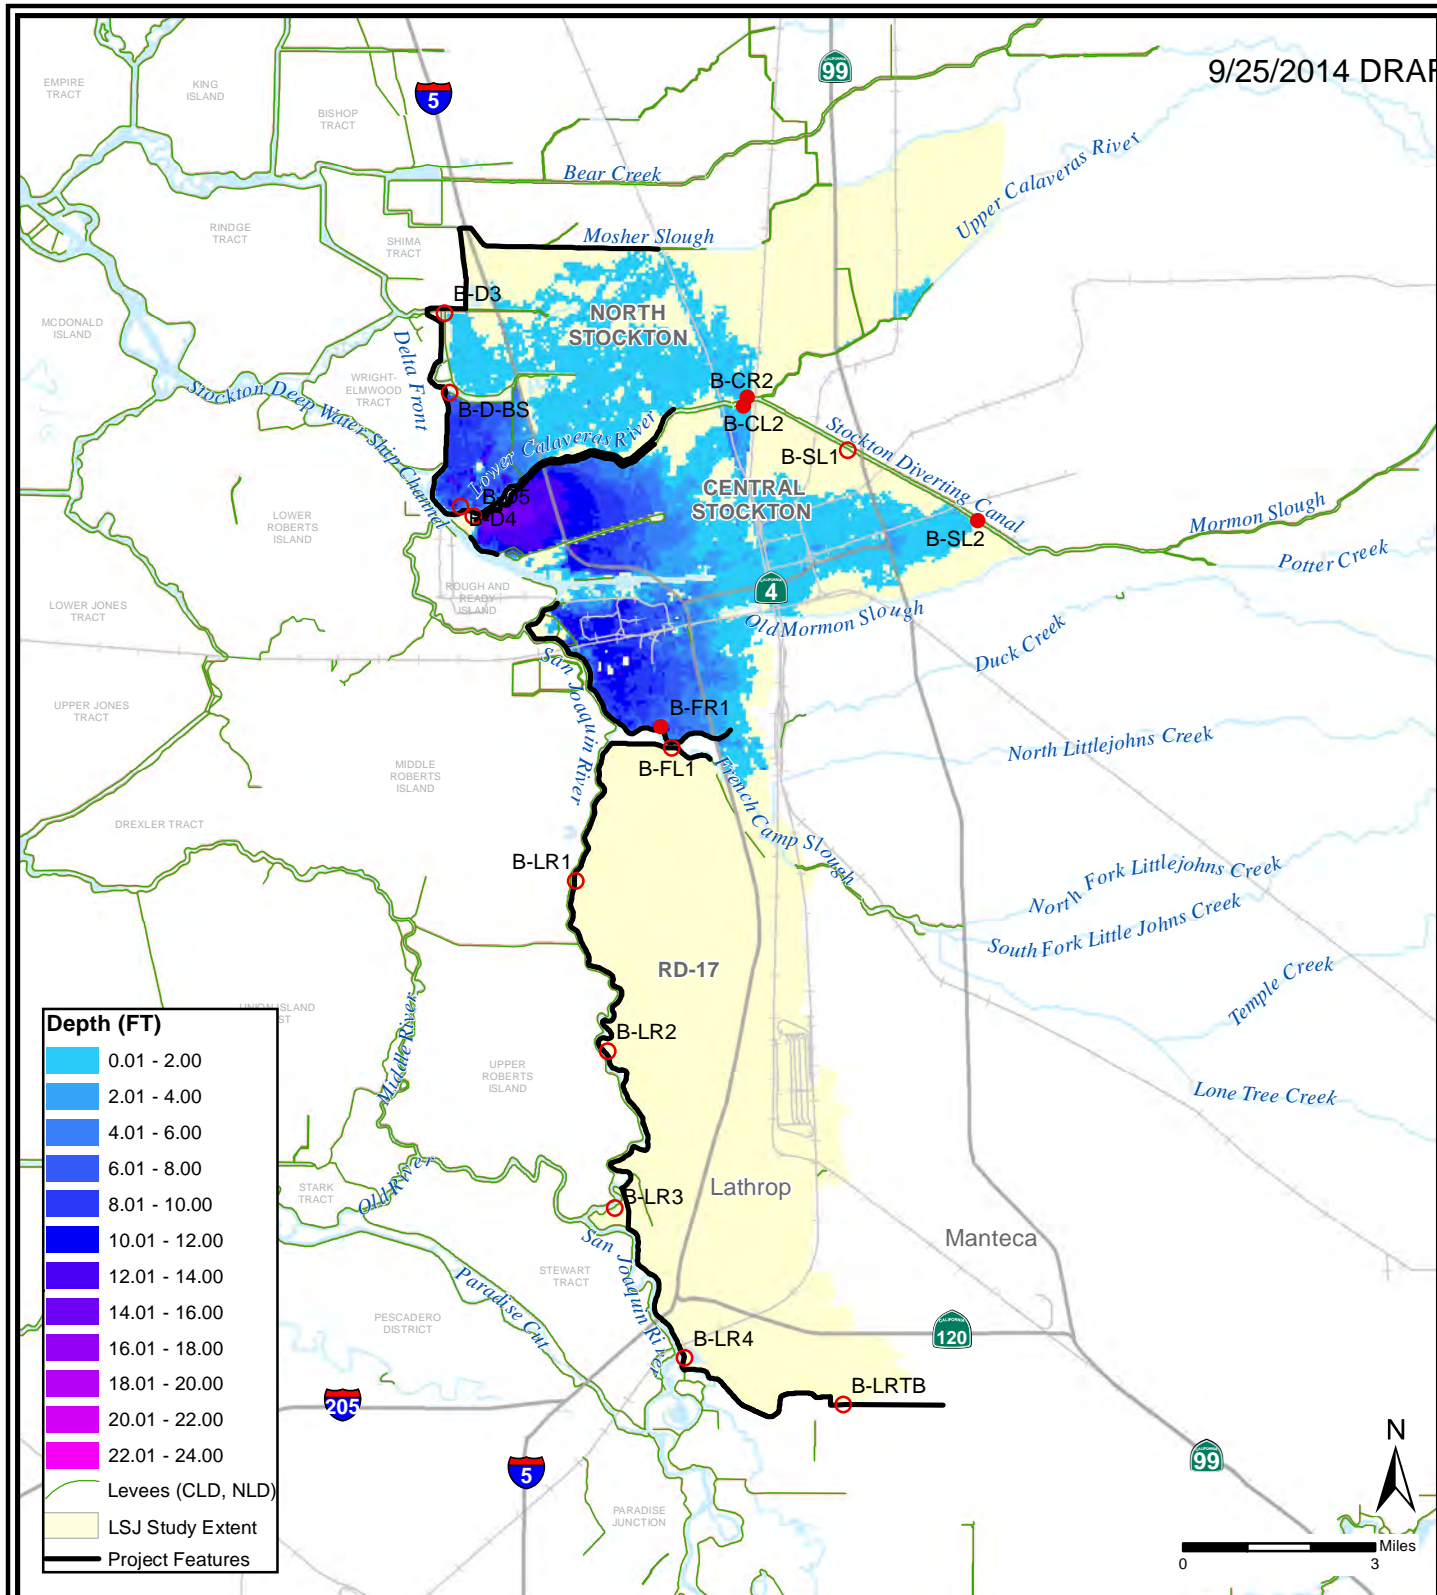 9/25/2014 DRAF
EMPIRE
TRACT
KING
ISLAND
BISHOP
TRACT
5
CALIFORNIA
99
Bear Creek
Upper Calaveras River
RINDGE
TRACT
SHIMA
TRACT
Mosher Slough
B-D3
NORTH
STOCKTON
MCDONALD
ISLAND
Delta Front
WRIGHT-
ELMWOOD
TRACT
Stockton Deep Water Ship Channel
B-D-BS
B-CR2
B-CL2
Lower Calaveras River
B-SL1
Stockton Diverting Canal
CENTRAL
STOCKTON
B-D5
B-D4
LOWER
ROBERTS
ISLAND
B-SL2
Mormon Slough
Potter Creek
ROUGH AND
READY
ISLAND
CALIFORNIA
4
Old Mormon Slough
LOWER JONES
TRACT
Duck Creek
San Joaquin River
UPPER JONES
TRACT
B-FR1
B-FL1
North Littlejohns Creek
MIDDLE
ROBERTS
ISLAND
French Camp Slough
DREXLER TRACT
B-LR1
North Fork Littlejohns Creek
South Fork Little Johns Creek
RD-17
Temple Creek
UNION ISLAND
ST
Middle River
B-LR2
UPPER
ROBERTS
ISLAND
Lone Tree Creek
STARK
TRACT
Old River
B-LR3
Lathrop
Manteca
San Joaquin River
STEWART
TRACT
Paradise Cut
PESCADERO
DISTRICT
B-LR4
CALIFORNIA
120
B-LRTB
205
5
CALIFORNIA
99
PARADISE
JUNCTION
Depth (FT)
0.01 - 2.00
2.01 - 4.00
4.01 - 6.00
6.01 - 8.00
8.01 - 10.00
10.01 - 12.00
12.01 - 14.00
14.01 - 16.00
16.01 - 18.00
18.01 - 20.00
20.01 - 22.00
22.01 - 24.00
Levees (CLD, NLD)
LSJ Study Extent
Project Features
N
Miles
0 3